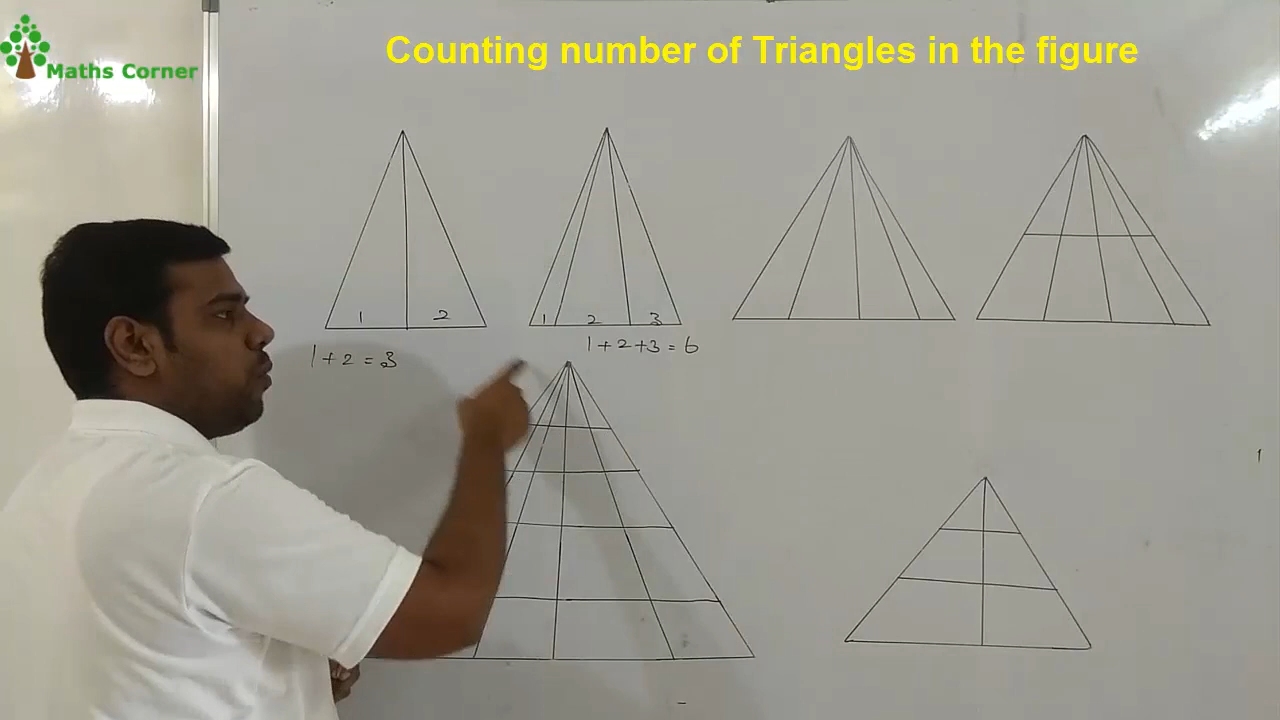 Maths Corner
Counting number of Triangles in the figure
1 2
1 2 3
1+2=3
1+2+3=6